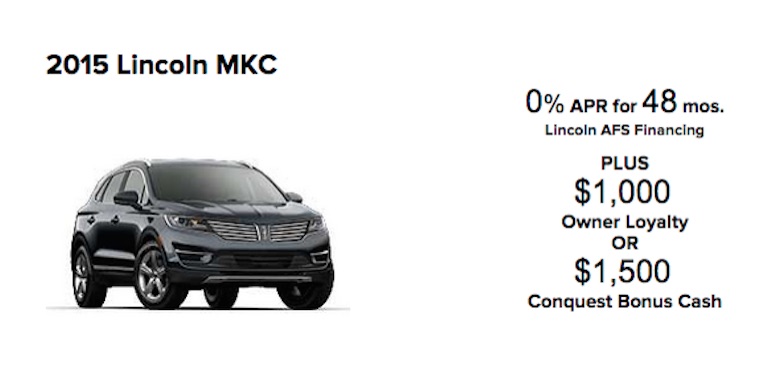 2015 Lincoln MKC
0% APR for 48 mos.
Lincoln AFS Financing
PLUS
$1,000
Owner Loyalty
OR
$1,500
Conquest Bonus Cash